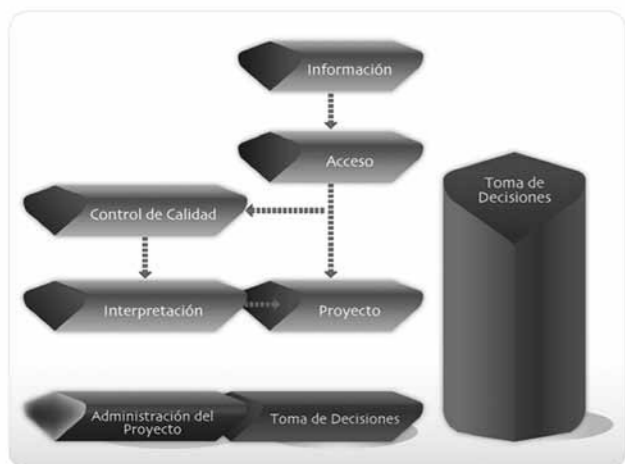 Información
Acceso
Toma de
Decisiones
Control de Calidad
Interpretación
Proyecto
Administración del
Proyecto
Toma de Decisiones